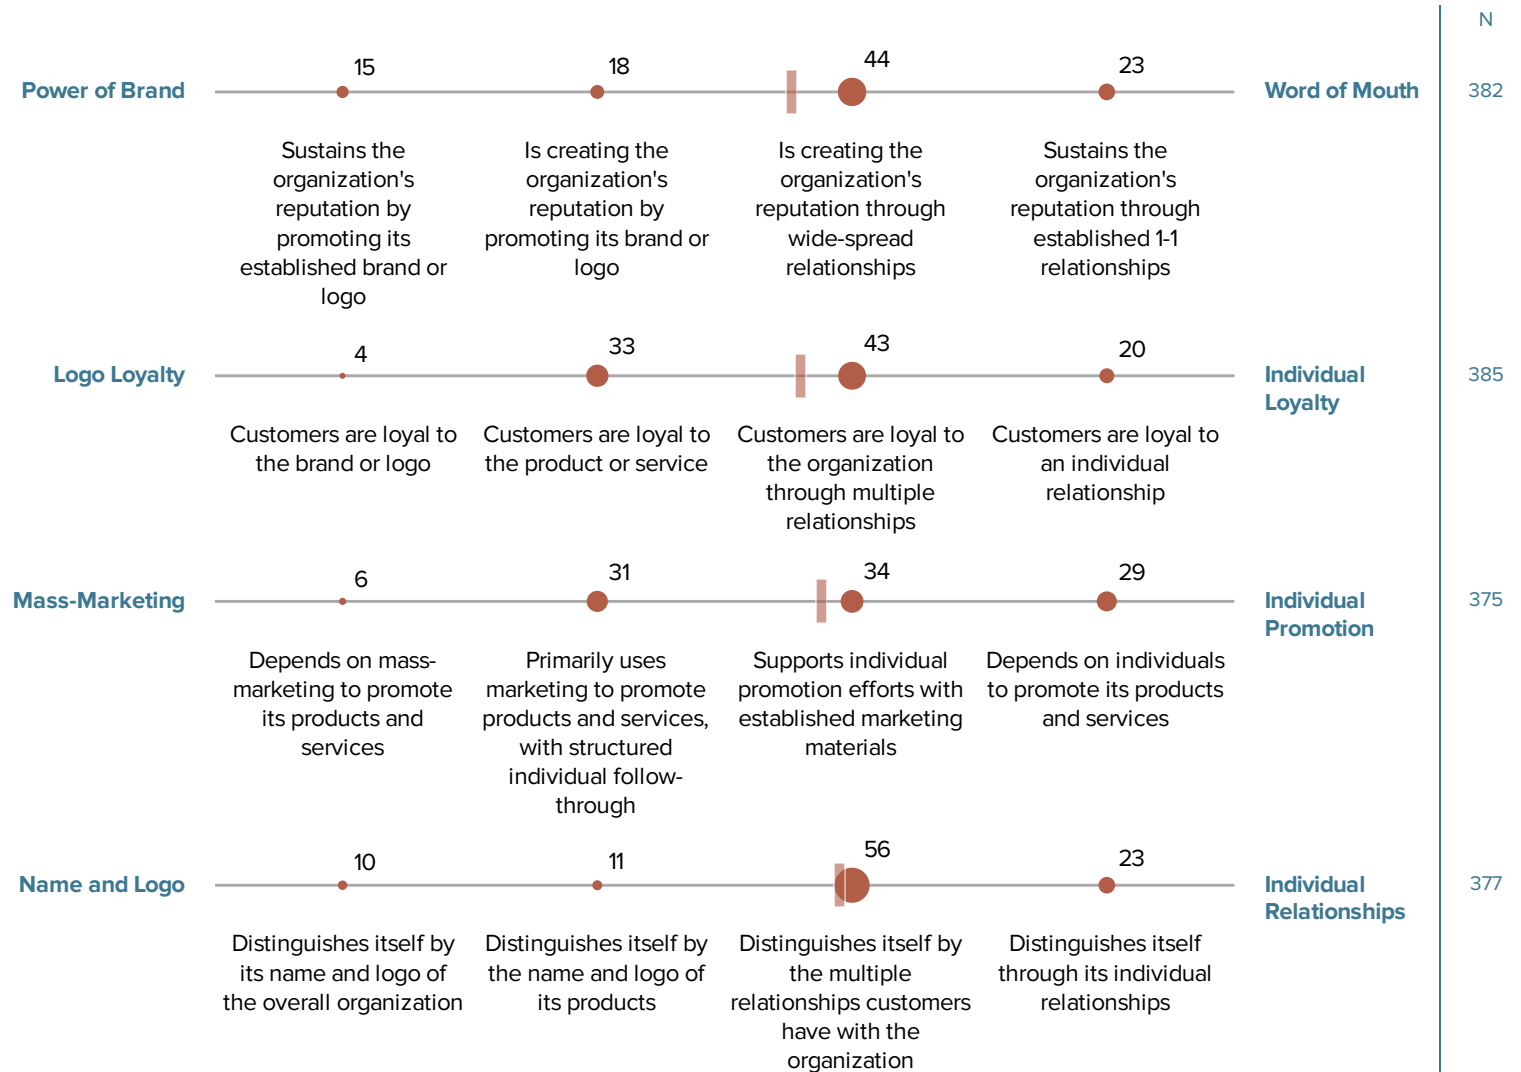 N
15
18
44
23
Power of Brand
Word of Mouth
382
Sustains the
organization's
reputation by
promoting its
established brand or
logo
Is creating the
organization's
reputation by
promoting its brand or
logo
Is creating the
organization's
reputation through
wide-spread
relationships
Sustains the
organization's
reputation through
established 1-1
relationships
4
33
43
20
Logo Loyalty
Individual
Loyalty
385
Customers are loyal to
the brand or logo
Customers are loyal to
the product or service
Customers are loyal to
the organization
through multiple
relationships
Customers are loyal to
an individual
relationship
6
31
34
29
Mass-Marketing
Individual
Promotion
375
Depends on mass-
marketing to promote
its products and
services
Primarily uses
marketing to promote
products and services,
with structured
individual follow-
through
Supports individual
promotion efforts with
established marketing
materials
Depends on individuals
to promote its products
and services
10
11
56
23
Name and Logo
Individual
Relationships
377
Distinguishes itself by
its name and logo of
the overall organization
Distinguishes itself by
the name and logo of
its products
Distinguishes itself by
the multiple
relationships customers
have with the
organization
Distinguishes itself
through its individual
relationships